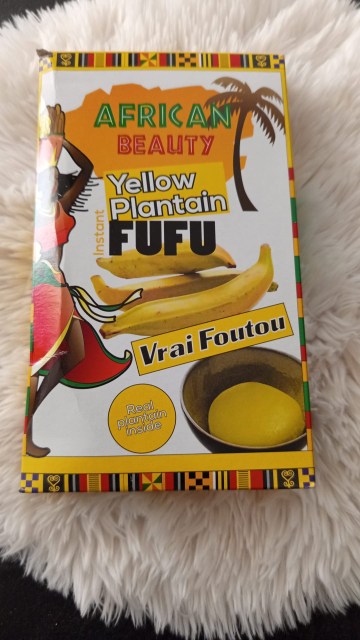 AFRICAN
BEAUTY
Yellow
Plantain
Instant
FUFU
Vrai Foutou
Real
plantain
inside